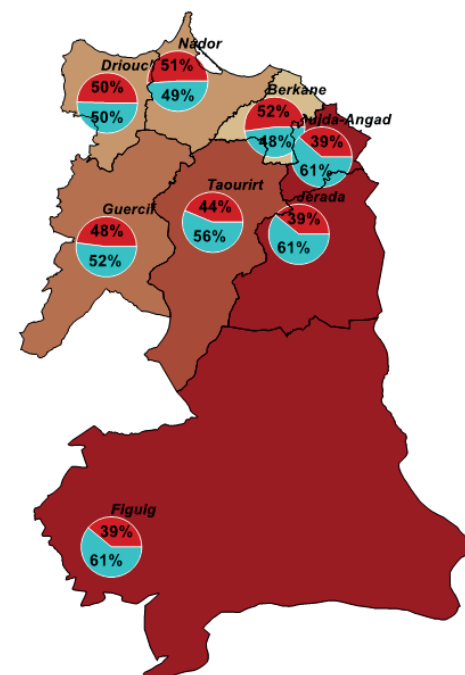 Nador
Driouch
51%
49%
50%
50%
Berkane
52%
48%
Oujda-Angad
39%
61%
Taourirt
44%
56%
Guercif
48%
52%
Jerada
39%
61%
Figuig
39%
61%